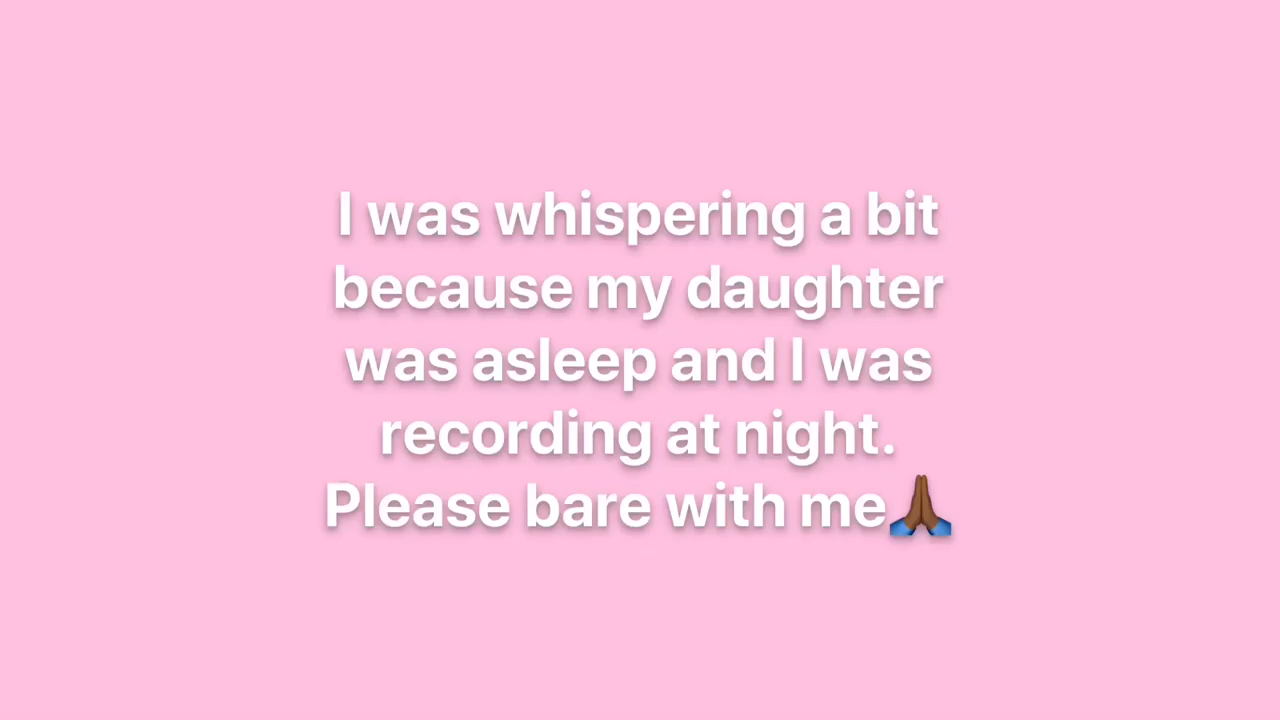 I was whispering a bit
because my daughter
was asleep and I was
recording at night.
Please bare with me🙏🏾